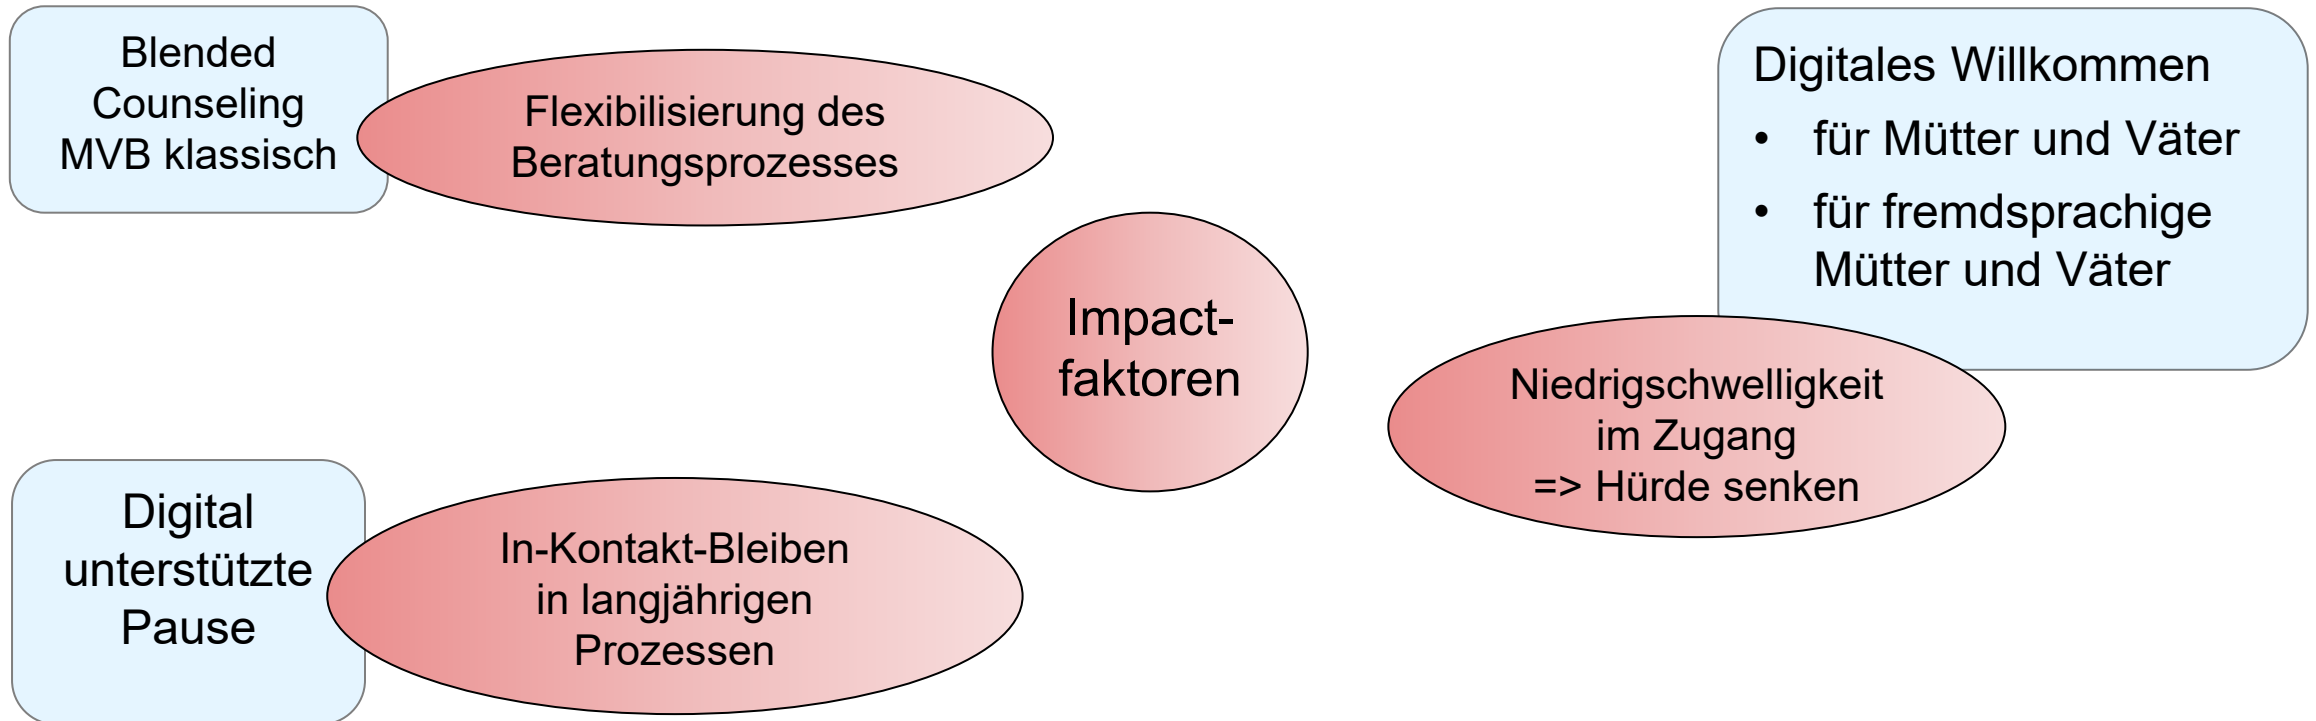 Blended
Counseling
MVB klassisch
Flexibilisierung des
Beratungsprozesses
Digitales Willkommen
• für Mütter und Väter
• für fremdsprachige
Mütter und Väter
Impact-
faktoren
Niedrigschwelligkeit
im Zugang
=> Hürde senken
Digital
unterstützte
Pause
In-Kontakt-Bleiben
in langjährigen
Prozessen